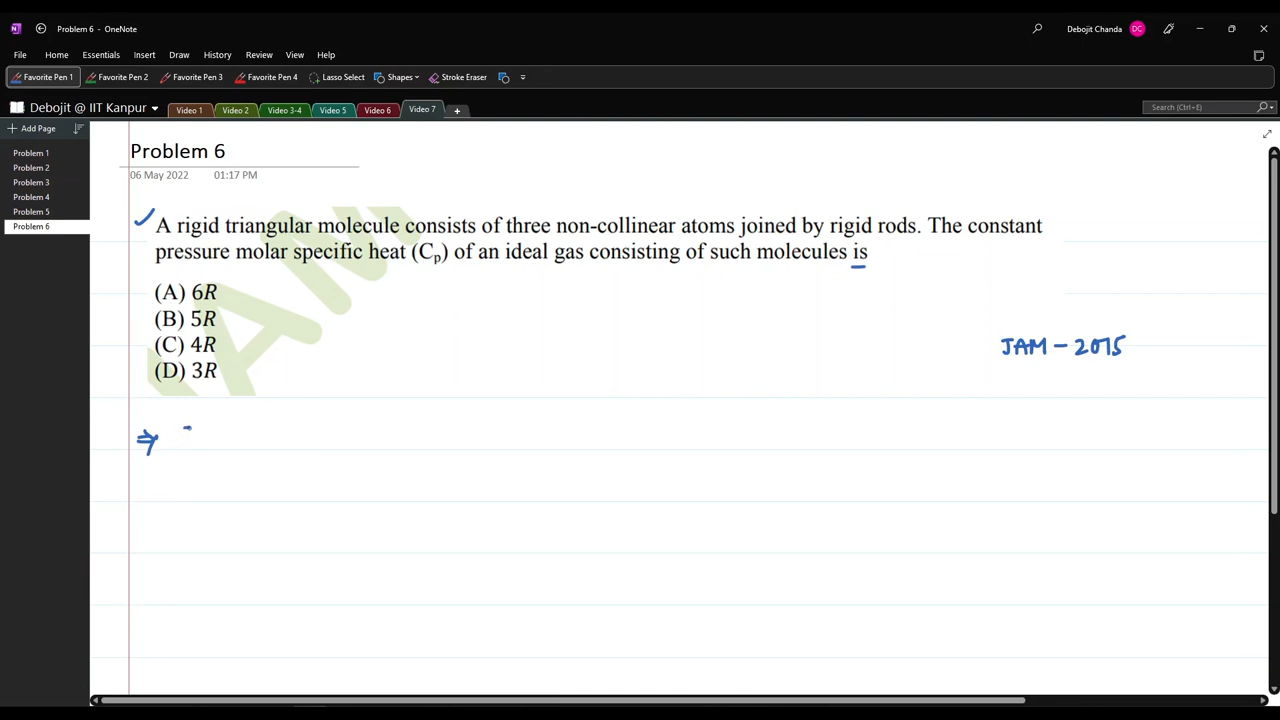 Problem 6 - OneNote
Debojit Chanda DC
File Home Essentials Insert Draw History Review View Help
Favorite Pen 1 Favorite Pen 2 Favorite Pen 3 Favorite Pen 4 Lasso Select Shapes Stroke Eraser
Debojit @ IIT Kanpur Video 1 Video 2 Video 3-4 Video 5 Video 6 Video 7 Search (Ctrl+E)
Add Page
Problem 1
Problem 2
Problem 3
Problem 4
Problem 5
Problem 6
Problem 6
06 May 2022 01:17 PM
A rigid triangular molecule consists of three non-collinear atoms joined by rigid rods. The constant
pressure molar specific heat (Cp) of an ideal gas consisting of such molecules is
(A) 6R
(B) 5R
(C) 4R
(D) 3R
JAM - 2015
⇒